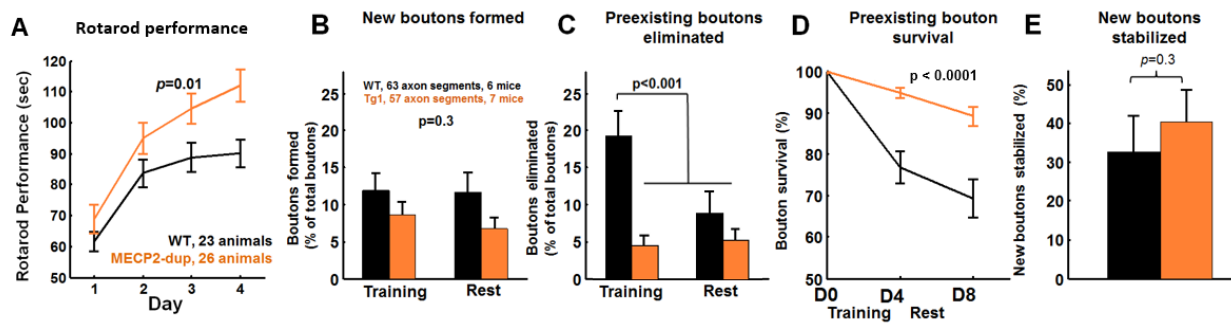 A
Rotarod performance
Rotarod Performance (sec)
120
110
100
90
80
70
60
50
p=0.01
WT, 23 animals
MECP2-dup, 26 animals
1 2 3 4
Day
B
New boutons formed
Boutons formed
(% of total boutons)
25
20
15
10
5
0
WT, 63 axon segments, 6 mice
Tg1, 57 axon segments, 7 mice
p=0.3
Training Rest
C
Preexisting boutons
eliminated
Boutons eliminated
(% of total boutons)
25
20
15
10
5
0
p<0.001
Training Rest
D
Preexisting bouton
survival
Bouton survival (%)
100
90
80
70
60
50
p < 0.0001
D0 D4 D8
Training Rest
E
New boutons
stabilized
New boutons stabilized (%)
50
40
30
20
10
0
p=0.3